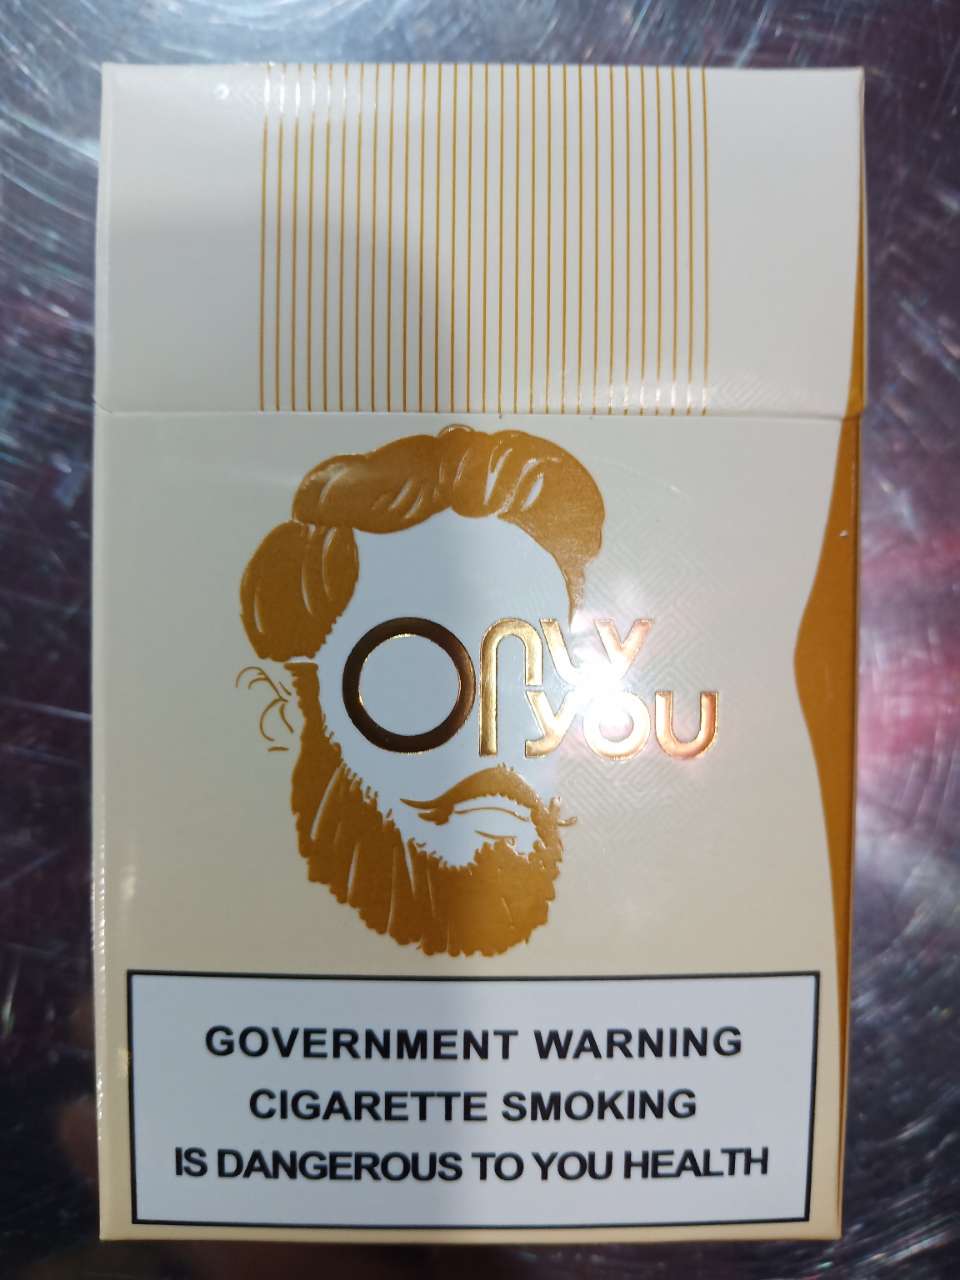 Only
you
GOVERNMENT WARNING
CIGARETTE SMOKING
IS DANGEROUS TO YOU HEALTH